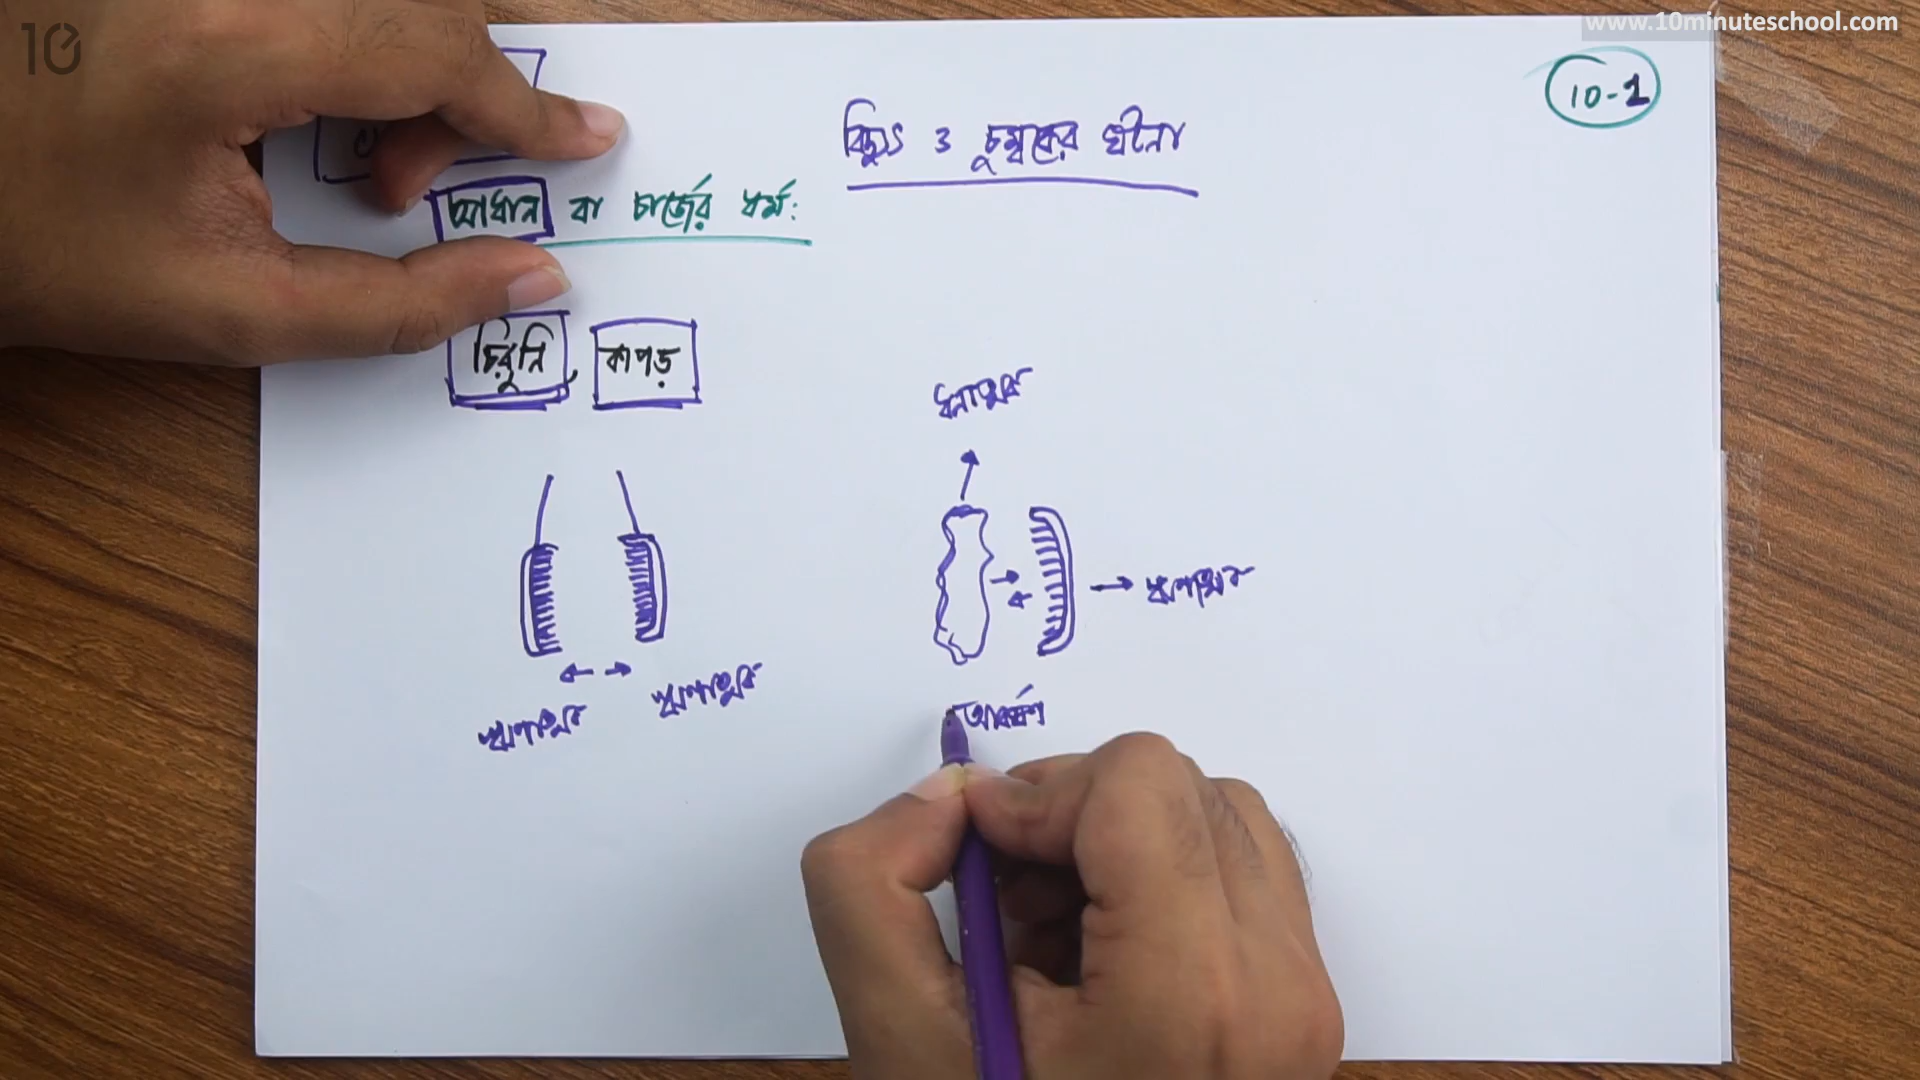 10
www.10minuteschool.com
10-1
বিদ্যুৎ ও চুম্বকের ঘটনা
আধান বা চার্জের ধর্ম:
চিরুনি, কাপড়
ধনাত্মক
ঋণাত্মক
ঋণাত্মক
ঋণাত্মক
আকর্ষণ